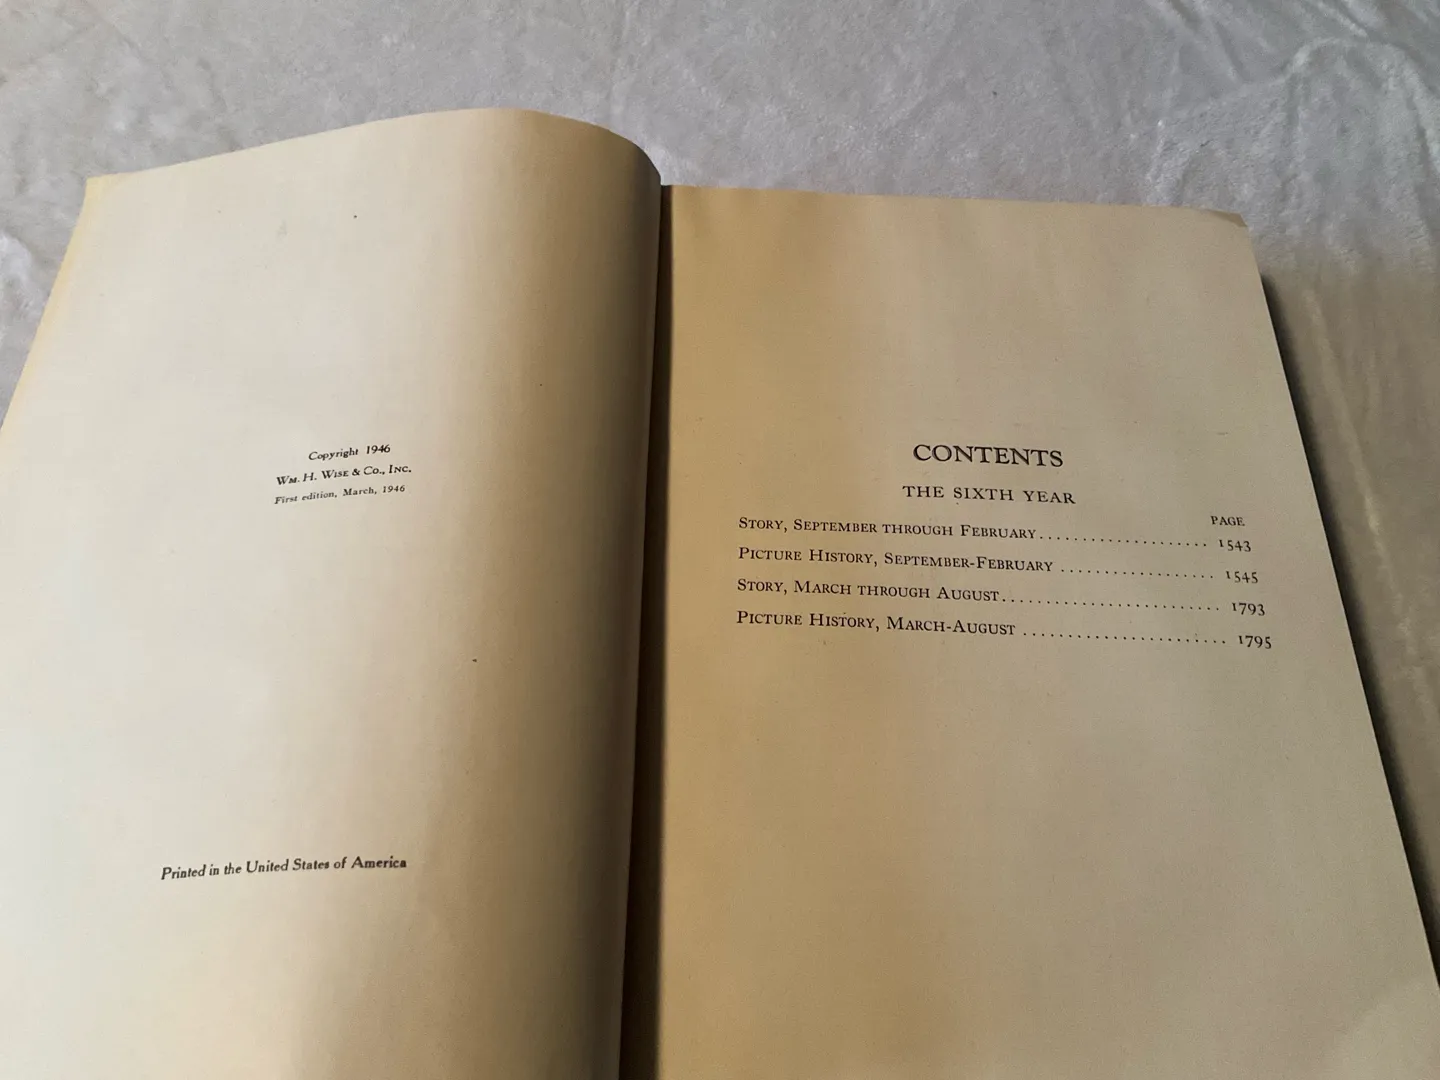 Copyright 1946
Wm. H. Wise & Co., Inc.
First edition, March, 1946
Printed in the United States of America
CONTENTS
THE SIXTH YEAR
PAGE
Story, September through February.................... 1543
Picture History, September-February .................. 1545
Story, March through August......................... 1793
Picture History, March-August ....................... 1795